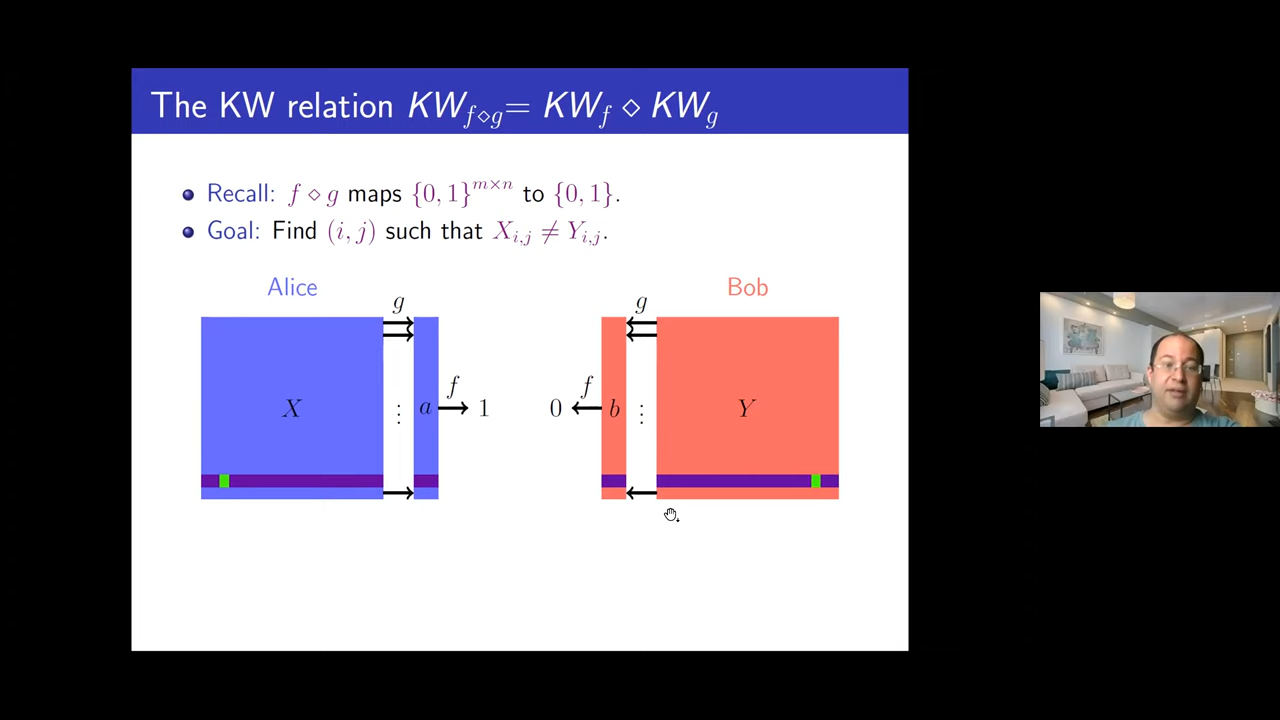 The KW relation KW_{f⋄g} = KW_f ⋄ KW_g
Recall: f ⋄ g maps {0, 1}^{m×n} to {0, 1}.
Goal: Find (i, j) such that X_{i,j} ≠ Y_{i,j}.
Alice Bob
g g
f f
X ⋮ a 1 0 b ⋮ Y